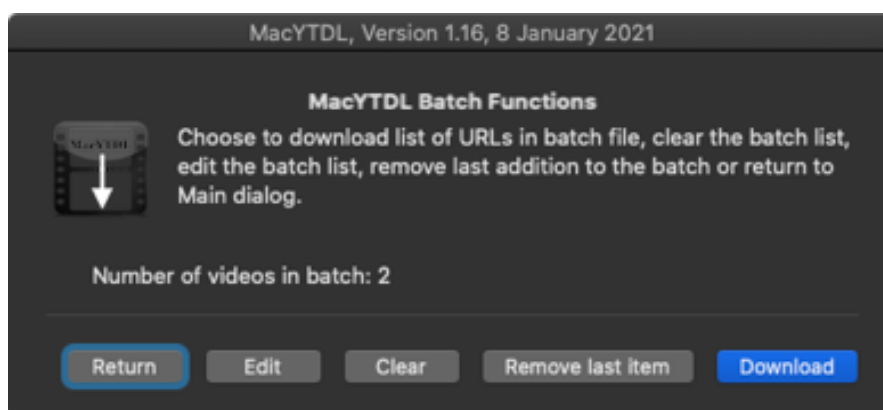 MacYTDL, Version 1.16, 8 January 2021
MacYTDL Batch Functions
MacYTDL
Choose to download list of URLs in batch file, clear the batch list,
edit the batch list, remove last addition to the batch or return to
Main dialog.
Number of videos in batch: 2
Return Edit Clear Remove last item Download